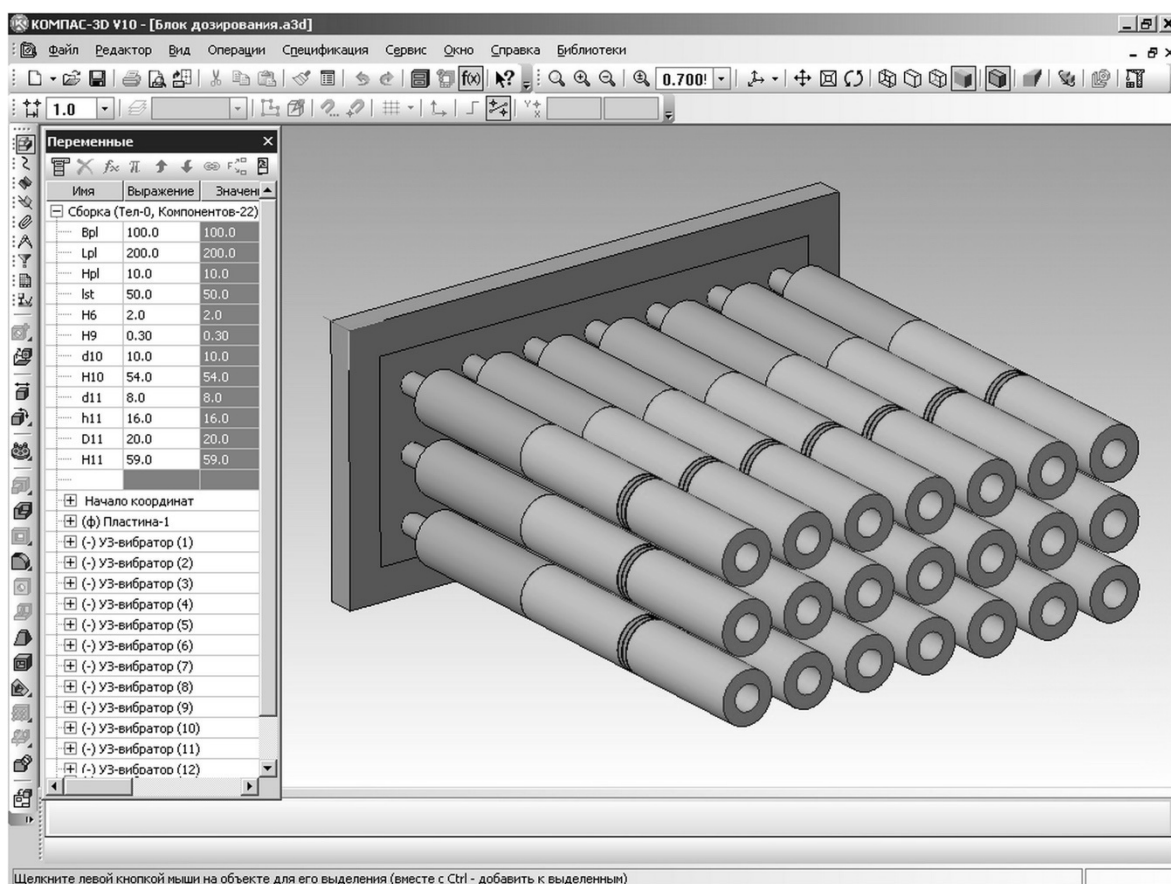 КОМПАС-3D V10 - [Блок дозирования.a3d]
Файл Редактор Вид Операции Спецификация Сервис Окно Справка Библиотеки
f(x) 0.700!
1.0
Переменные
Имя Выражение Значени
Сборка (Тел-0, Компонентов-22)
Bpl 100.0 100.0
Lpl 200.0 200.0
Hpl 10.0 10.0
lst 50.0 50.0
H6 2.0 2.0
H9 0.30 0.30
d10 10.0 10.0
H10 54.0 54.0
d11 8.0 8.0
h11 16.0 16.0
D11 20.0 20.0
H11 59.0 59.0
Начало координат
(ф) Пластина-1
(-) УЗ-вибратор (1)
(-) УЗ-вибратор (2)
(-) УЗ-вибратор (3)
(-) УЗ-вибратор (4)
(-) УЗ-вибратор (5)
(-) УЗ-вибратор (6)
(-) УЗ-вибратор (7)
(-) УЗ-вибратор (8)
(-) УЗ-вибратор (9)
(-) УЗ-вибратор (10)
(-) УЗ-вибратор (11)
(-) УЗ-вибратор (12)
Щелкните левой кнопкой мыши на объекте для его выделения (вместе с Ctrl - добавить к выделенным)